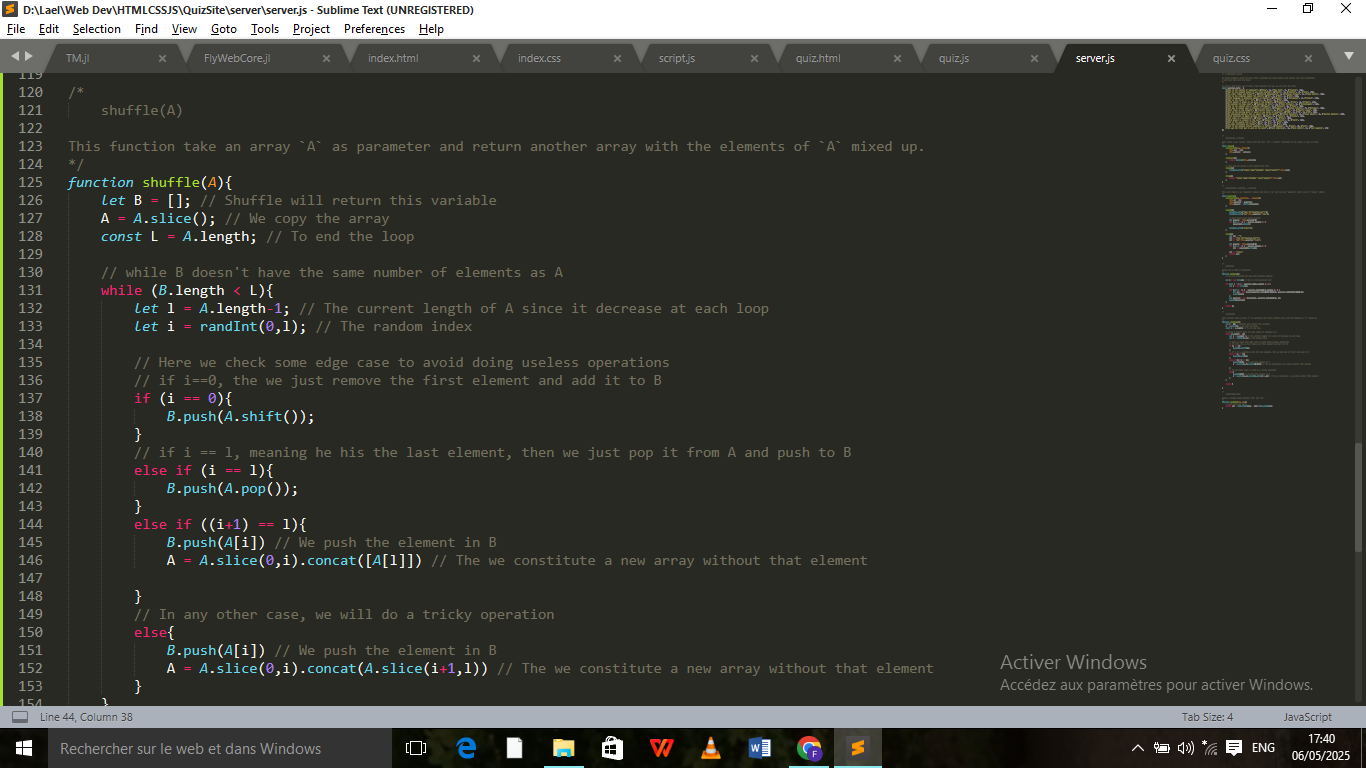 D:\Lael\Web Dev\HTMLCSSJS\QuizSite\server\server.js - Sublime Text (UNREGISTERED)
File Edit Selection Find View Goto Tools Project Preferences Help
TM.jl FlyWebCore.jl index.html index.css script.js quiz.html quiz.js server.js quiz.css
119
120 /*
121     shuffle(A)
122
123 This function take an array `A` as parameter and return another array with the elements of `A` mixed up.
124 */
125 function shuffle(A){
126     let B = []; // Shuffle will return this variable
127     A = A.slice(); // We copy the array
128     const L = A.length; // To end the loop
129
130     // while B doesn't have the same number of elements as A
131     while (B.length < L){
132         let l = A.length-1; // The current length of A since it decrease at each loop
133         let i = randInt(0,l); // The random index
134
135         // Here we check some edge case to avoid doing useless operations
136         // if i==0, the we just remove the first element and add it to B
137         if (i == 0){
138             B.push(A.shift());
139         }
140         // if i == l, meaning he his the last element, then we just pop it from A and push to B
141         else if (i == l){
142             B.push(A.pop());
143         }
144         else if ((i+1) == l){
145             B.push(A[i]) // We push the element in B
146             A = A.slice(0,i).concat([A[l]]) // The we constitute a new array without that element
147
148         }
149         // In any other case, we will do a tricky operation
150         else{
151             B.push(A[i]) // We push the element in B
152             A = A.slice(0,i).concat(A.slice(i+1,l)) // The we constitute a new array without that element
153         }
154     }
Activer Windows
Accédez aux paramètres pour activer Windows.
Line 44, Column 38 Tab Size: 4 JavaScript
Rechercher sur le web et dans Windows
ENG
17:40
06/05/2025